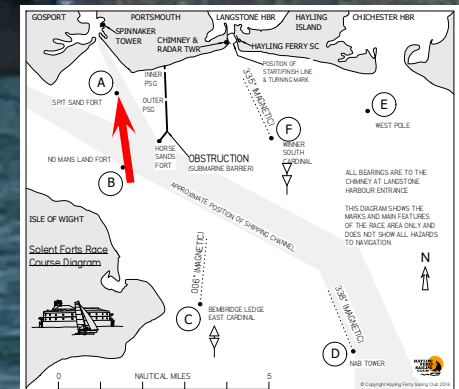 GOSPORT
PORTSMOUTH
LANGSTONE HBR
HAYLING
ISLAND
CHICHESTER HBR
SPINNAKER
TOWER
CHIMNEY &
RADAR TWR
HAYLING FERRY SC
POSITION OF
START/FINISH LINE
& TURNING MARK
INNER
PSG
A
SPIT SAND FORT
OUTER
PSG
335° (MAGNETIC)
E
WEST POLE
F
WINNER
SOUTH
CARDINAL
HORSE
SANDS
FORT
OBSTRUCTION
(SUBMARINE BARRIER)
NO MANS LAND FORT
B
APPROXIMATE POSITION OF SHIPPING CHANNEL
ALL BEARINGS ARE TO THE
CHIMNEY AT LANGSTONE
HARBOUR ENTRANCE
THIS DIAGRAM SHOWS THE
MARKS AND MAIN FEATURES
OF THE RACE AREA ONLY AND
DOES NOT SHOW ALL HAZARDS
TO NAVIGATION
ISLE OF WIGHT
Solent Forts Race
Course Diagram
N
006° (MAGNETIC)
C
BEMBRIDGE LEDGE
EAST CARDINAL
338° (MAGNETIC)
D
NAB TOWER
0
NAUTICAL MILES
5
HAYLING
FERRY
SAILING
CLUB
© Copyright Hayling Ferry Sailing Club 2016